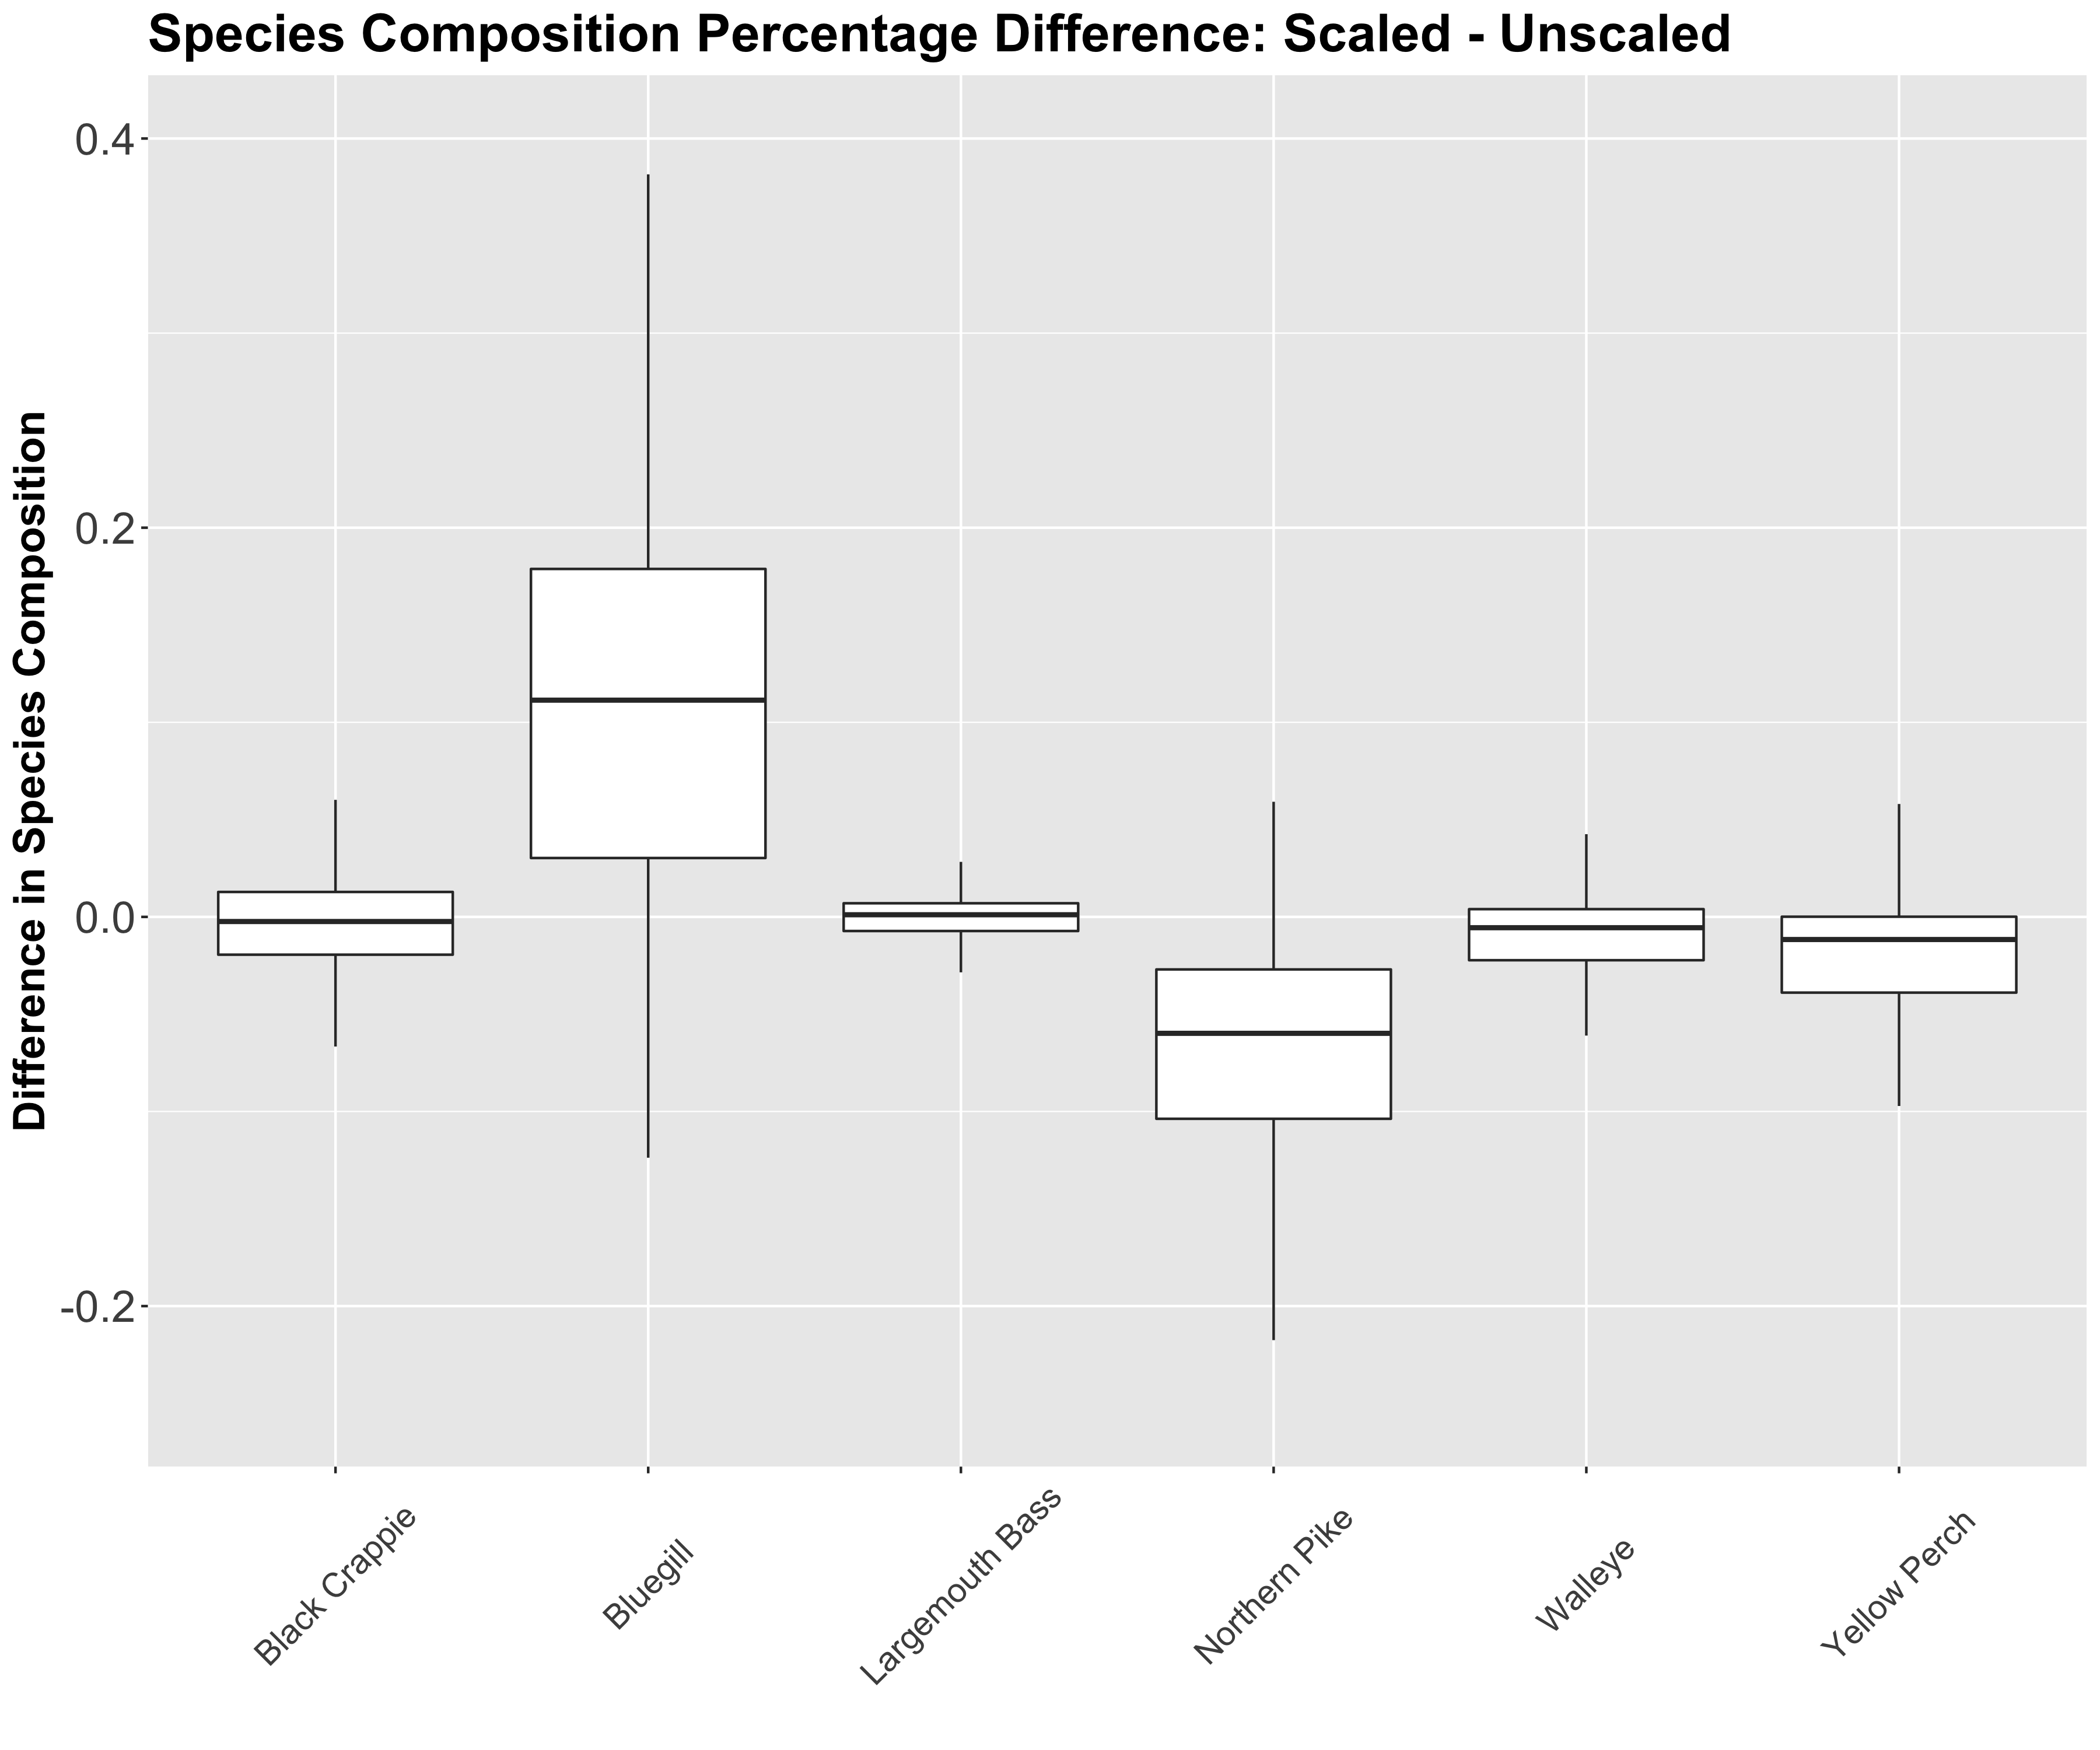 Species Composition Percentage Difference: Scaled - Unscaled
Difference in Species Composition
0.4
0.2
0.0
-0.2
Black Crappie
Bluegill
Largemouth Bass
Northern Pike
Walleye
Yellow Perch